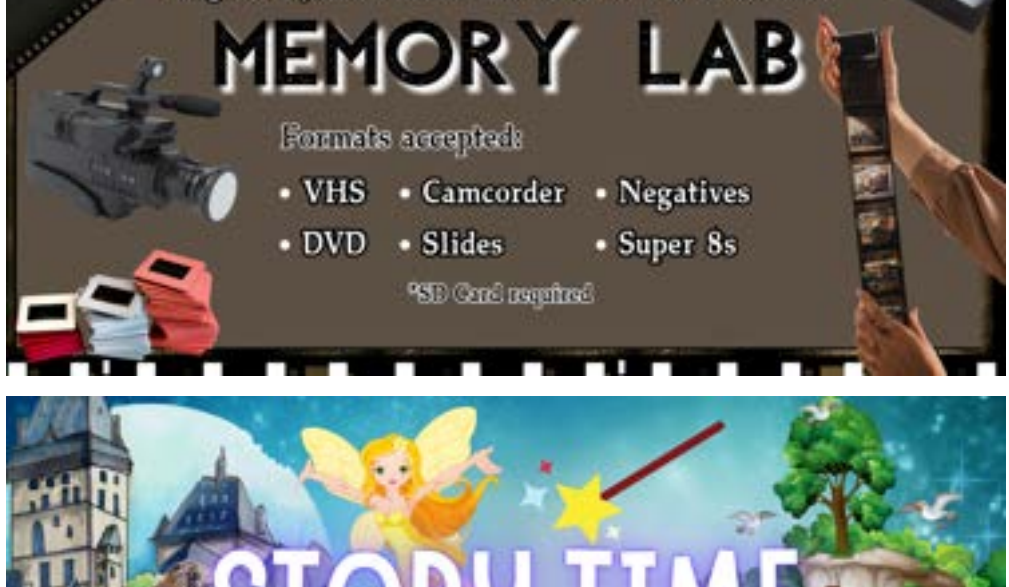 MEMORY LAB
Formats accepted:
• VHS • Camcorder • Negatives
• DVD • Slides • Super 8s
*SD Card required
STORY TIME